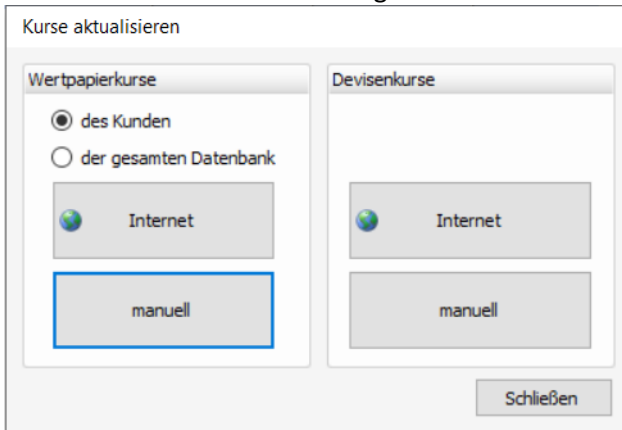 Kurse aktualisieren
Wertpapierkurse
des Kunden
der gesamten Datenbank
Internet
manuell
Devisenkurse
Internet
manuell
Schließen